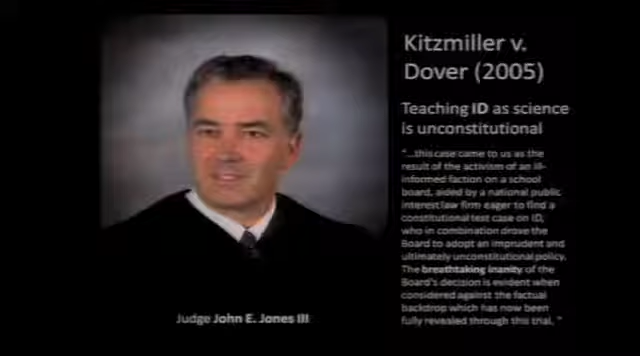 Kitzmiller v.
Dover (2005)
Teaching ID as science
is unconstitutional
"...this case came to us as the
result of the activism of an ill-
informed faction on a school
board, aided by a national public
interest law firm eager to find a
constitutional test case on ID,
who in combination drove the
Board to adopt an imprudent and
ultimately unconstitutional policy.
The breathtaking inanity of the
Board's decision is evident when
considered against the factual
backdrop which has now been
fully revealed through this trial. "
Judge John E. Jones III